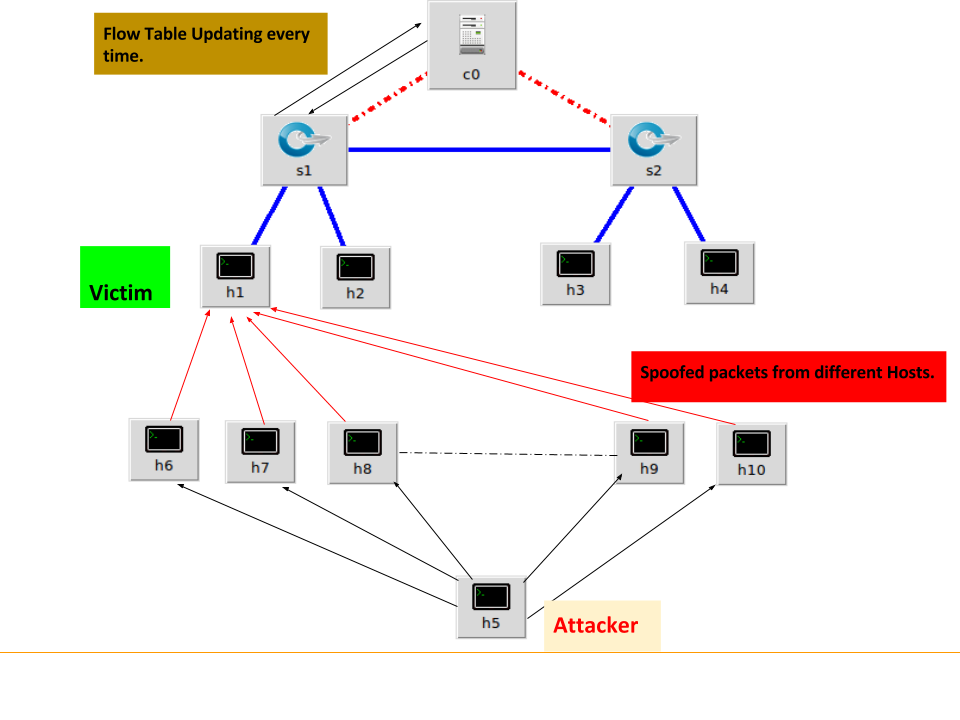 Flow Table Updating every
time.
c0
s1
s2
Victim
h1
h2
h3
h4
Spoofed packets from different Hosts.
h6
h7
h8
h9
h10
h5
Attacker